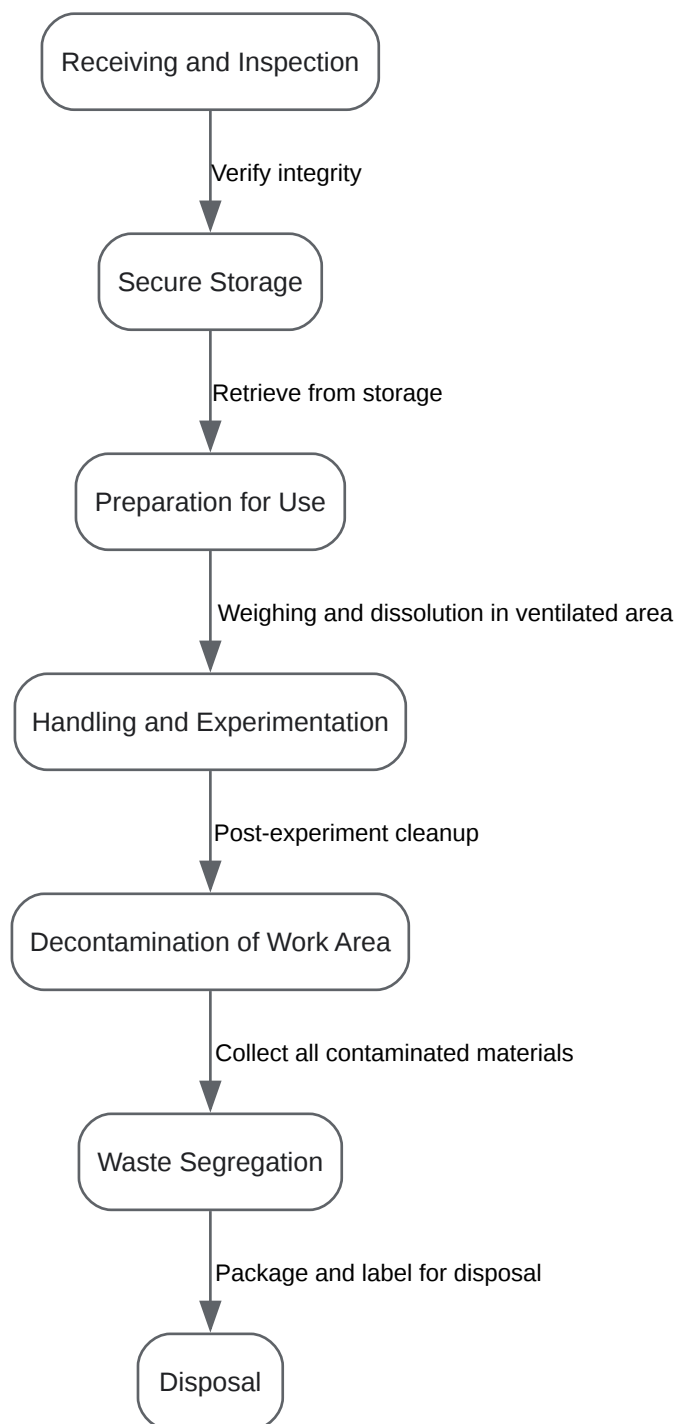 Receiving and Inspection
Verify integrity
Secure Storage
Retrieve from storage
Preparation for Use
Weighing and dissolution in ventilated area
Handling and Experimentation
Post-experiment cleanup
Decontamination of Work Area
Collect all contaminated materials
Waste Segregation
Package and label for disposal
Disposal